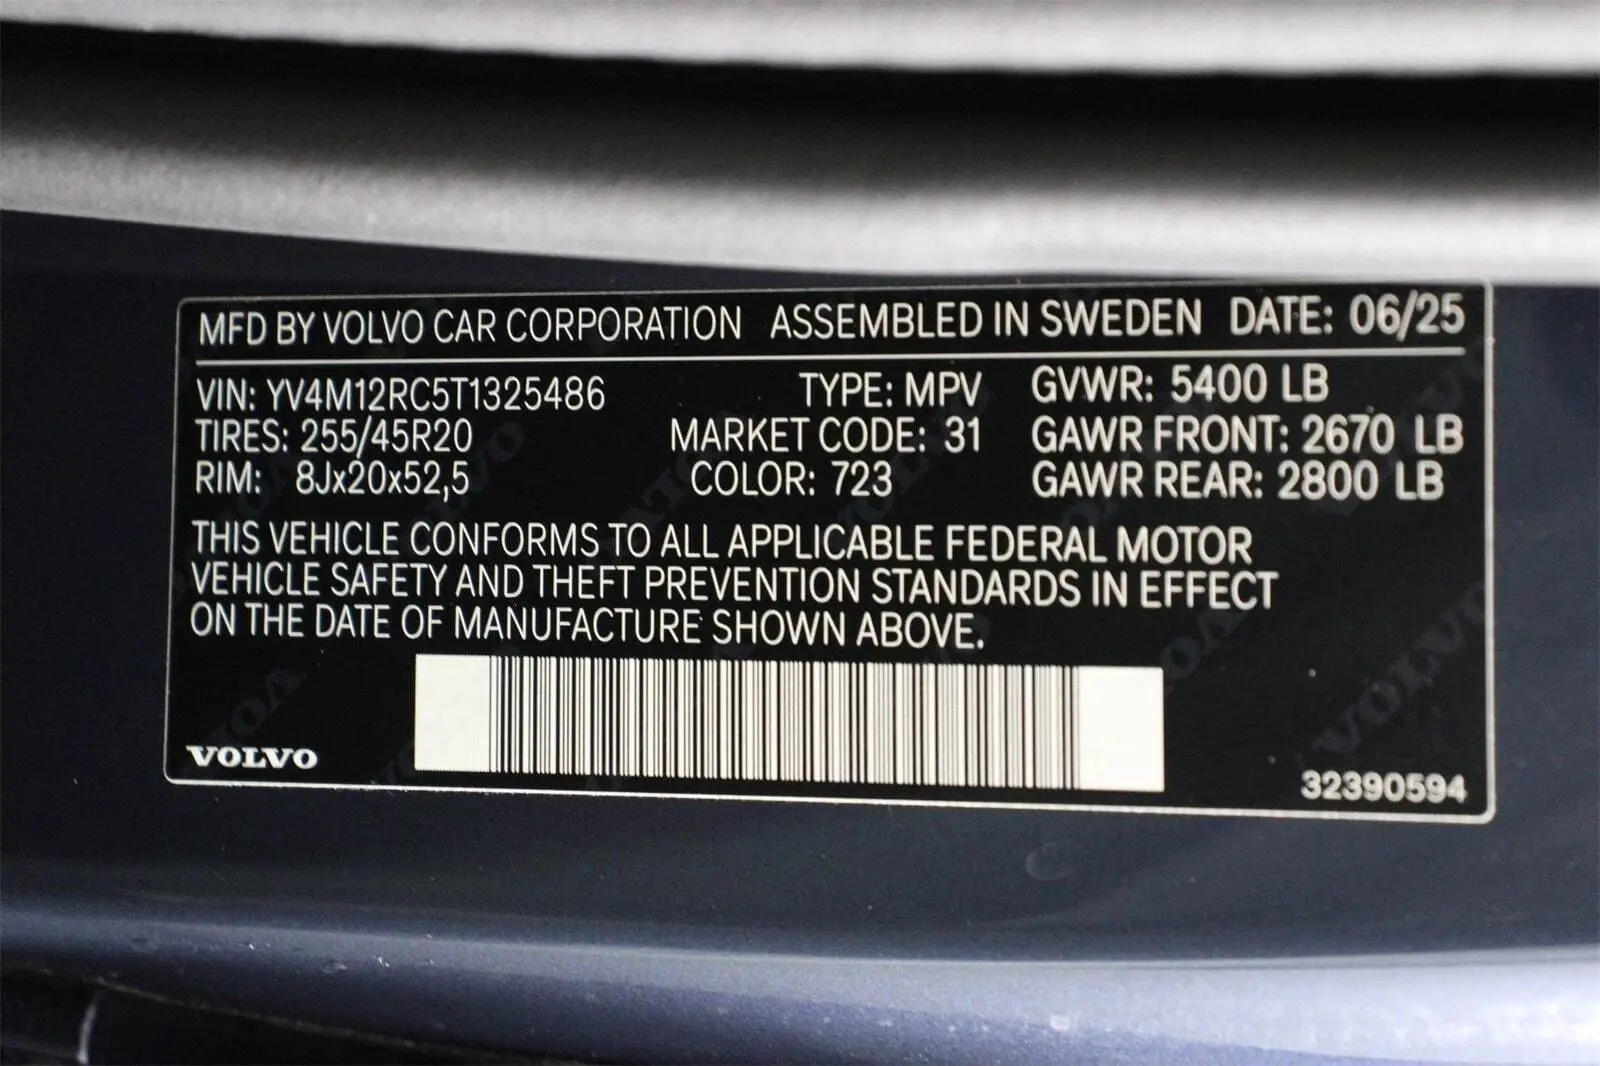 MFD BY VOLVO CAR CORPORATION ASSEMBLED IN SWEDEN DATE: 06/25
VIN: YV4M12RC5T1325486 TYPE: MPV GVWR: 5400 LB
TIRES: 255/45R20 MARKET CODE: 31 GAWR FRONT: 2670 LB
RIM: 8Jx20x52,5 COLOR: 723 GAWR REAR: 2800 LB
THIS VEHICLE CONFORMS TO ALL APPLICABLE FEDERAL MOTOR
VEHICLE SAFETY AND THEFT PREVENTION STANDARDS IN EFFECT
ON THE DATE OF MANUFACTURE SHOWN ABOVE.
VOLVO
32390594